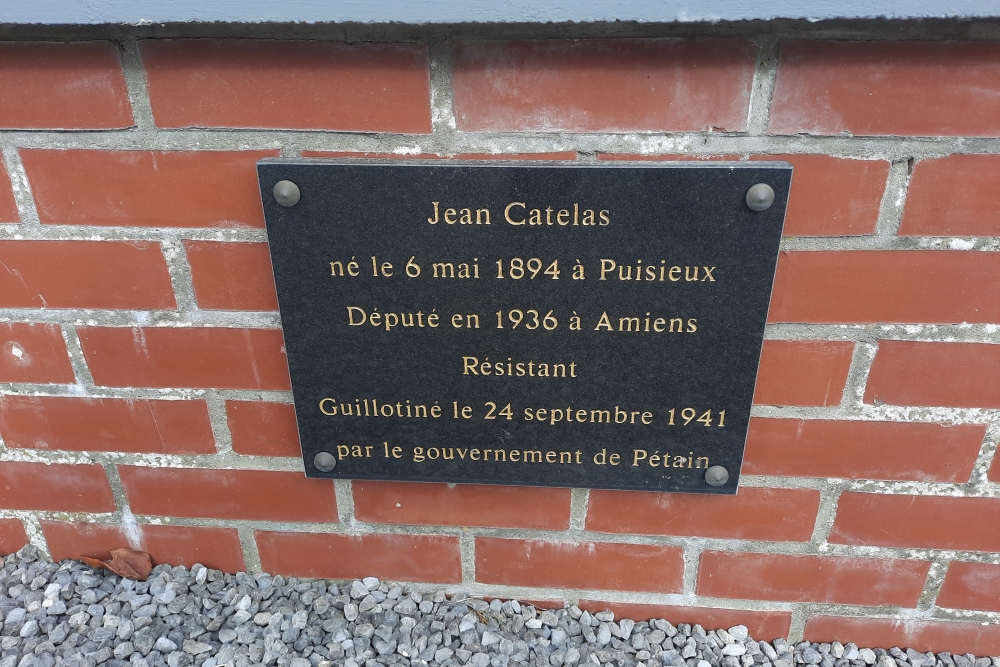 Jean Catelas
né le 6 mai 1894 à Puisieux
Député en 1936 à Amiens
Résistant
Guillotiné le 24 septembre 1941
par le gouvernement de Pétain